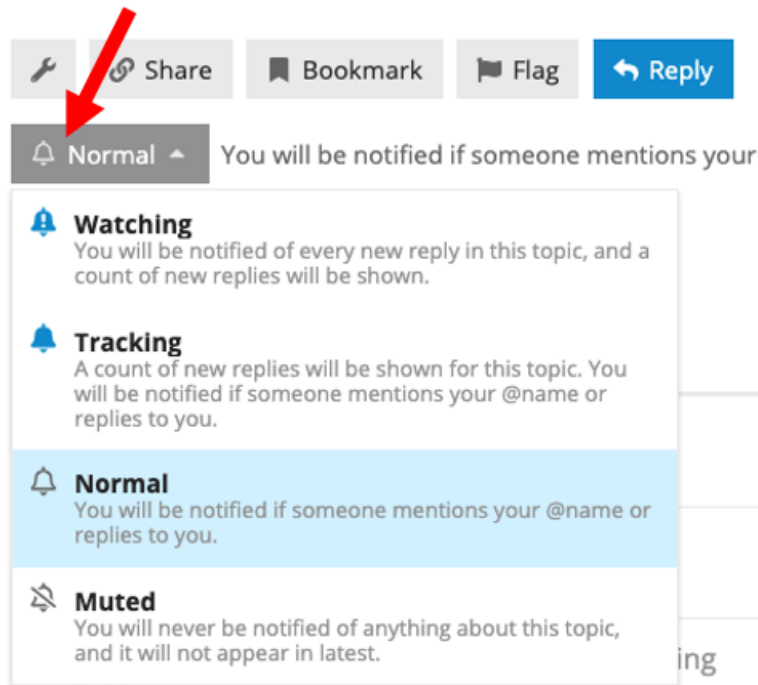 Share Bookmark Flag Reply
Normal You will be notified if someone mentions your
Watching
You will be notified of every new reply in this topic, and a
count of new replies will be shown.
Tracking
A count of new replies will be shown for this topic. You
will be notified if someone mentions your @name or
replies to you.
Normal
You will be notified if someone mentions your @name or
replies to you.
Muted
You will never be notified of anything about this topic,
and it will not appear in latest.
ing